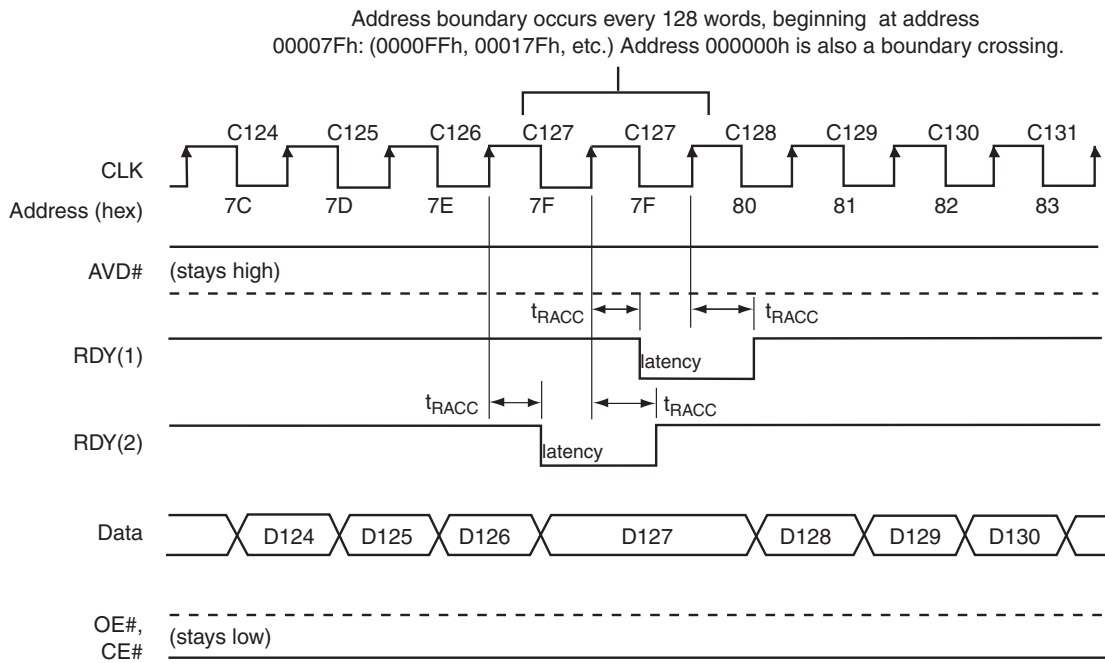 Address boundary occurs every 128 words, beginning at address
00007Fh: (0000FFh, 00017Fh, etc.) Address 000000h is also a boundary crossing.
C124 C125 C126 C127 C127 C128 C129 C130 C131
CLK
Address (hex) 7C 7D 7E 7F 7F 80 81 82 83
AVD# (stays high)
tRACC tRACC
RDY(1) latency
tRACC tRACC
RDY(2) latency
Data D124 D125 D126 D127 D128 D129 D130
OE#,
CE# (stays low)